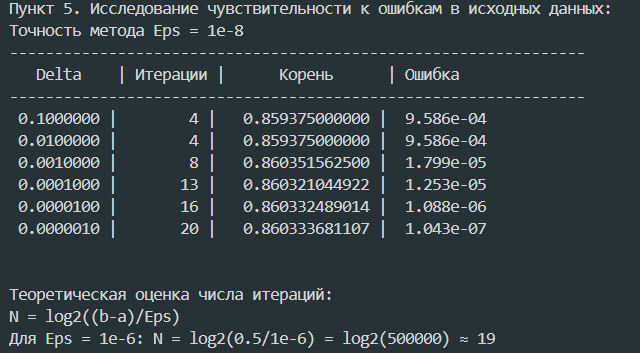 Пункт 5. Исследование чувствительности к ошибкам в исходных данных:
Точность метода Eps = 1e-8
----------------------------------------------------------------
Delta | Итерации | Корень | Ошибка
----------------------------------------------------------------
0.1000000 | 4 | 0.859375000000 | 9.586e-04
0.0100000 | 4 | 0.859375000000 | 9.586e-04
0.0010000 | 8 | 0.860351562500 | 1.799e-05
0.0001000 | 13 | 0.860321044922 | 1.253e-05
0.0000100 | 16 | 0.860332489014 | 1.088e-06
0.0000010 | 20 | 0.860333681107 | 1.043e-07
Теоретическая оценка числа итераций:
N = log2((b-a)/Eps)
Для Eps = 1e-6: N = log2(0.5/1e-6) = log2(500000) ≈ 19